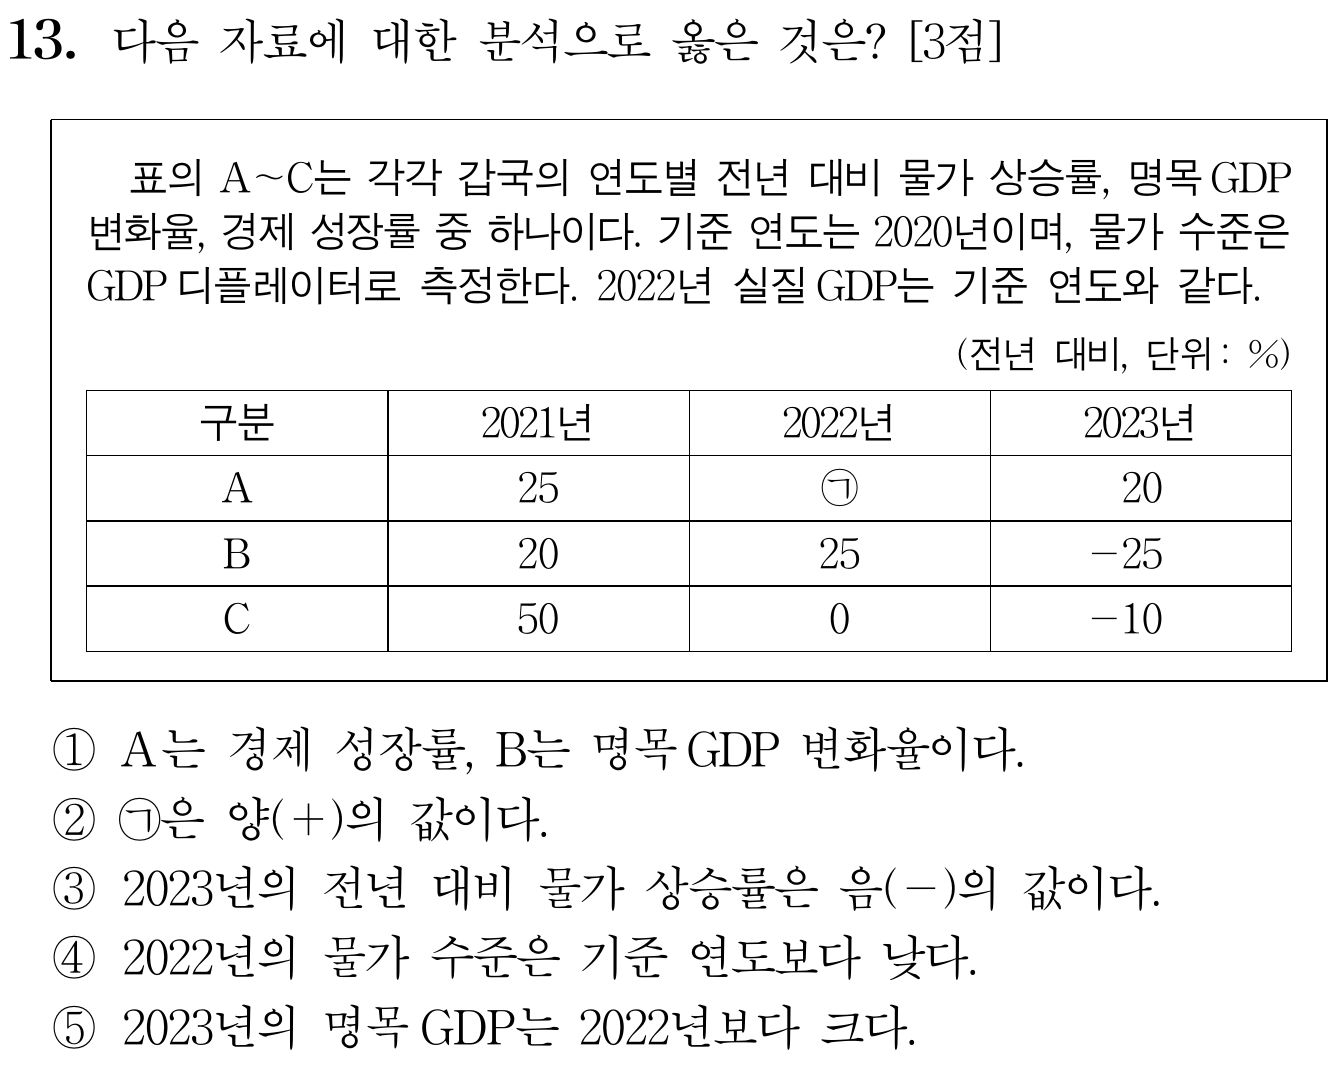 13. 다음 자료에 대한 분석으로 옳은 것은? [3점]
표의 A~C는 각각 갑국의 연도별 전년 대비 물가 상승률, 명목 GDP
변화율, 경제 성장률 중 하나이다. 기준 연도는 2020년이며, 물가 수준은
GDP 디플레이터로 측정한다. 2022년 실질 GDP는 기준 연도와 같다.
(전년 대비, 단위: %)
구분 2021년 2022년 2023년
A 25 ㉠ 20
B 20 25 -25
C 50 0 -10
① A는 경제 성장률, B는 명목 GDP 변화율이다.
② ㉠은 양(+)의 값이다.
③ 2023년의 전년 대비 물가 상승률은 음(-)의 값이다.
④ 2022년의 물가 수준은 기준 연도보다 낮다.
⑤ 2023년의 명목 GDP는 2022년보다 크다.